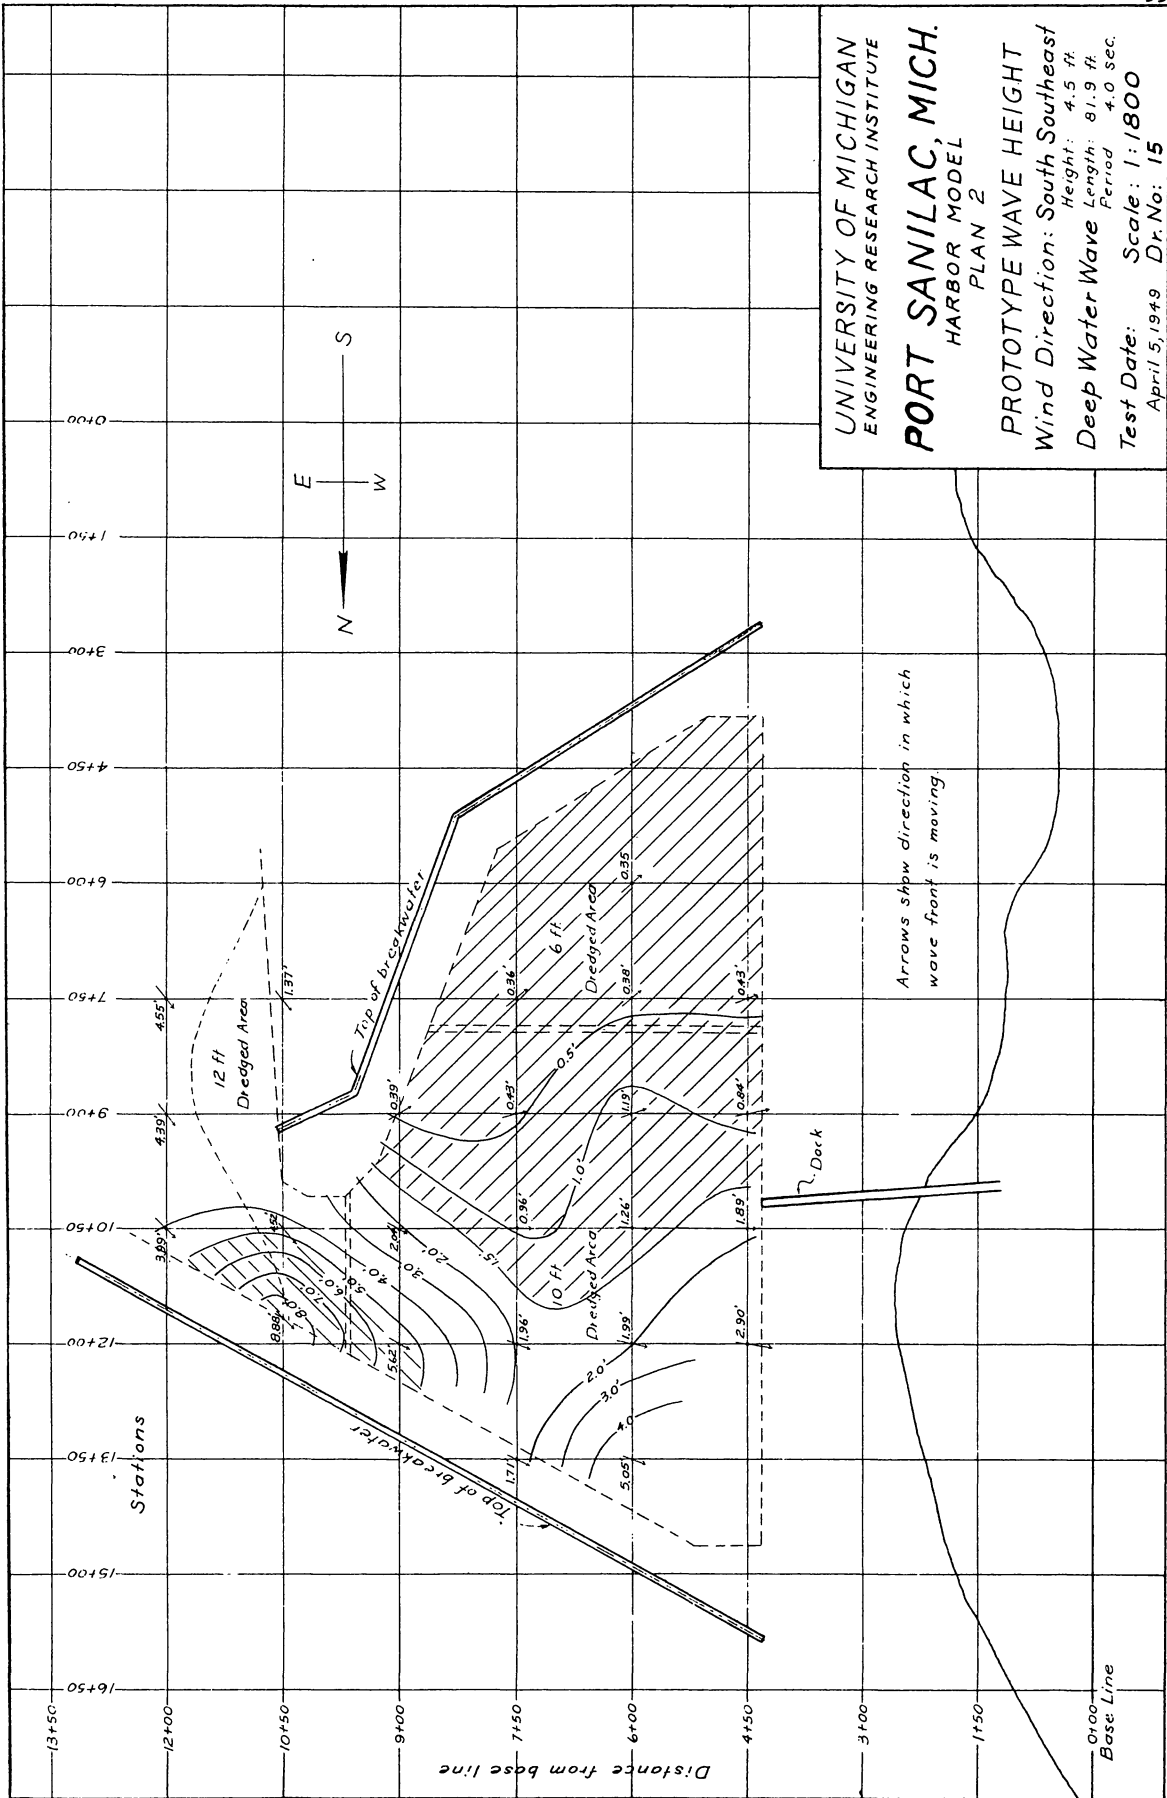 UNIVERSITY OF MICHIGAN
ENGINEERING RESEARCH INSTITUTE
PORT SANILAC, MICH.
HARBOR MODEL
PLAN 2
PROTOTYPE WAVE HEIGHT
Wind Direction: South Southeast
Height: 4.5 ft.
Deep Water Wave Length: 81.9 ft.
Period 4.0 sec.
Test Date: Scale: 1:1800
April 5, 1949 Dr. No: 15
Stations
16+50
15+00
13+50
12+00
10+50
9+00
7+50
6+00
4+50
3+00
1+50
0+00
Distance from base line
13+50
12+00
10+50
9+00
7+50
6+00
4+50
3+00
1+50
0+00
Base Line
N
S
E
W
Top of breakwater
Top of breakwater
12 ft
Dredged Area
10 ft
Dredged Area
6 ft
Dredged Area
Dock
Arrows show direction in which
wave front is moving.
3.99'
4.39'
4.55'
8.88'
4.52'
1.37'
5.62'
0.39'
1.71'
1.96'
0.96'
0.43'
0.36'
5.05'
1.99'
1.26'
1.19'
0.38'
0.35
2.90'
1.89'
0.84'
0.43'
8.0'
7.0'
6.0'
5.0'
4.0'
3.0'
2.0'
1.5'
1.0'
0.5'
2.0'
3.0'
4.0